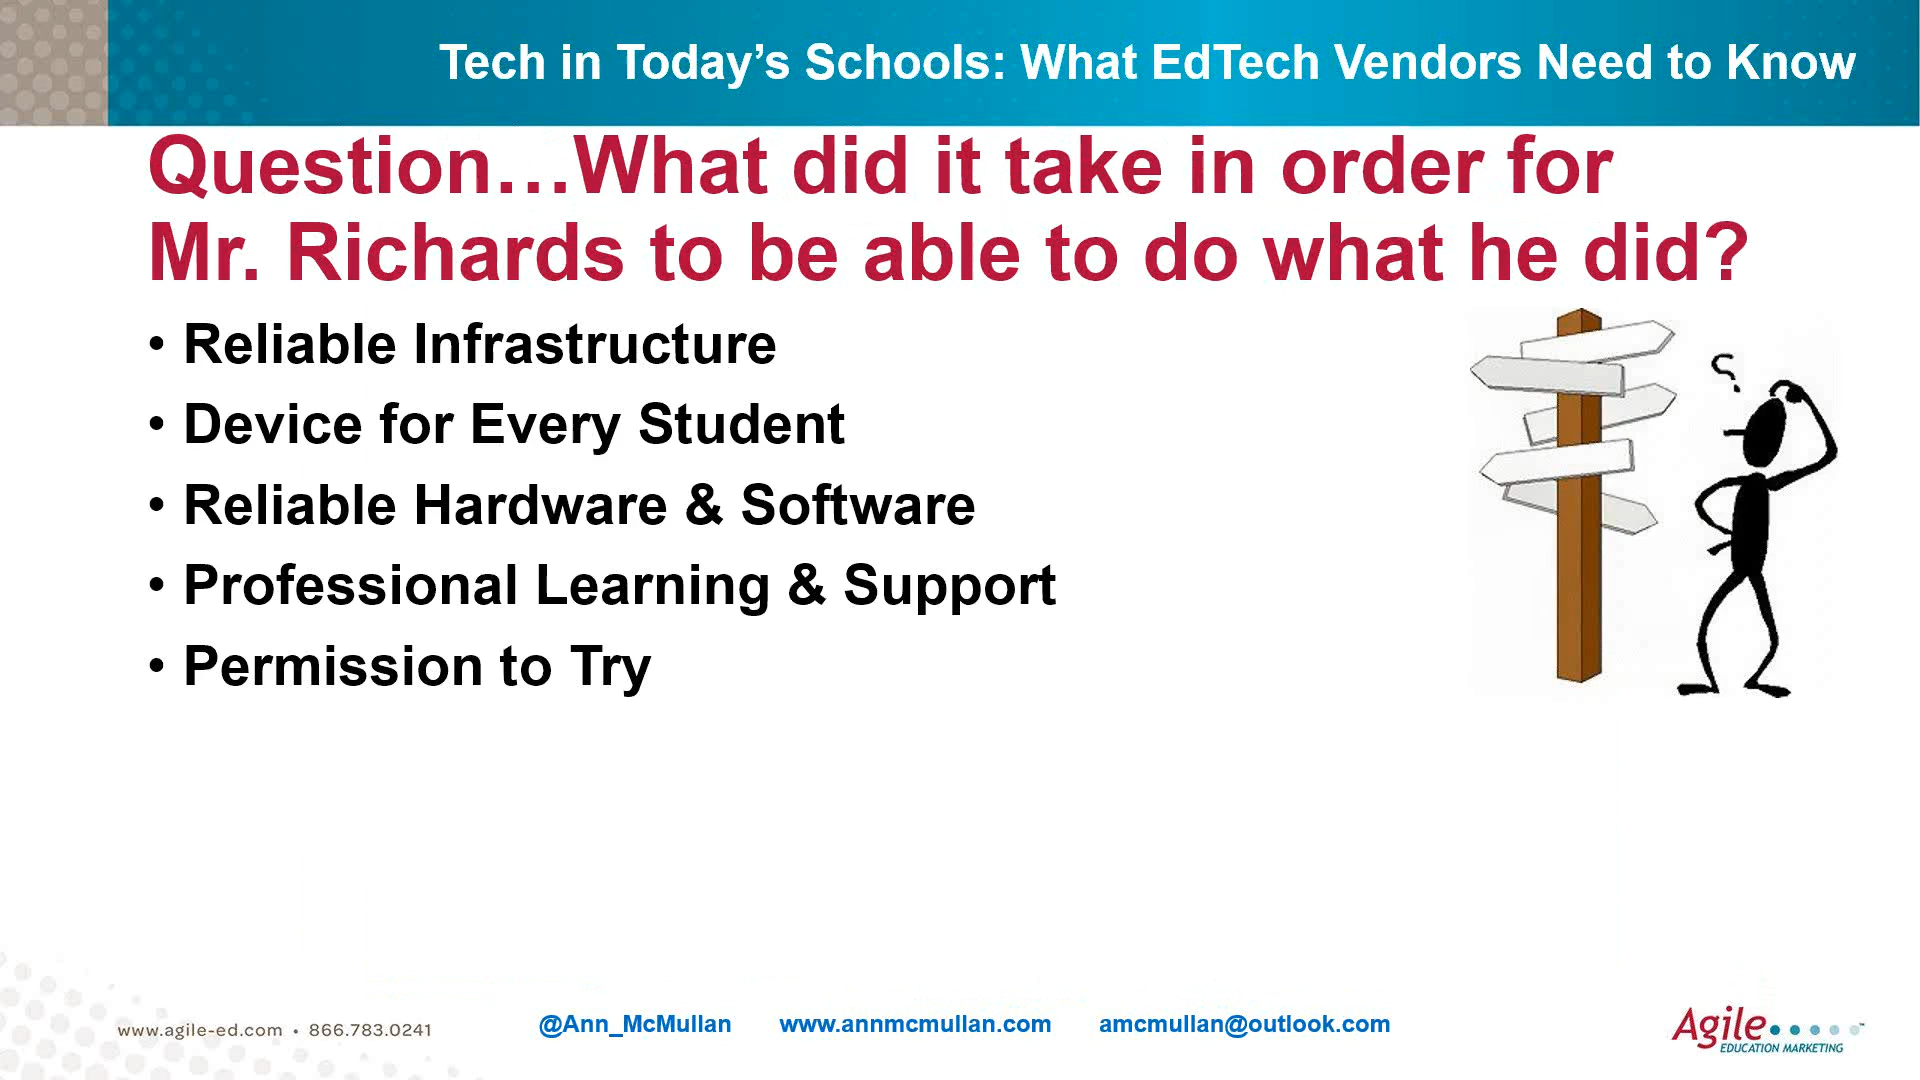 Tech in Today’s Schools: What EdTech Vendors Need to Know
Question…What did it take in order for
Mr. Richards to be able to do what he did?
• Reliable Infrastructure
• Device for Every Student
• Reliable Hardware & Software
• Professional Learning & Support
• Permission to Try
?
www.agile-ed.com • 866.783.0241 @Ann_McMullan www.annmcmullan.com amcmullan@outlook.com
Agile
EDUCATION MARKETING